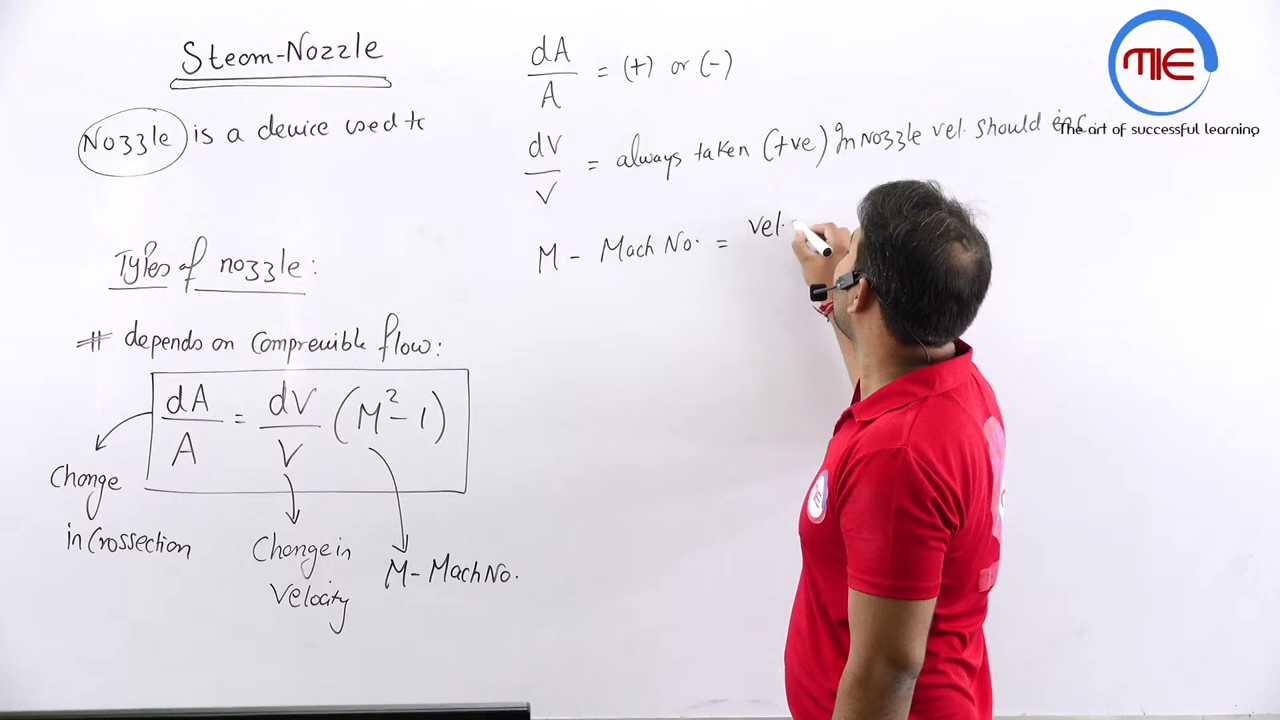 Steam-Nozzle
Nozzle is a device used to
Types of nozzle:
# depends on Compressible flow:
dA/A = dV/V (M²-1)
Change
in Crossection
Change in
Velocity
M - Mach No.
dA/A = (+) or (-)
dV/V = always taken (+ve) In Nozzle vel. should inc
M - Mach No. = vel.
MIE
The art of successful learning